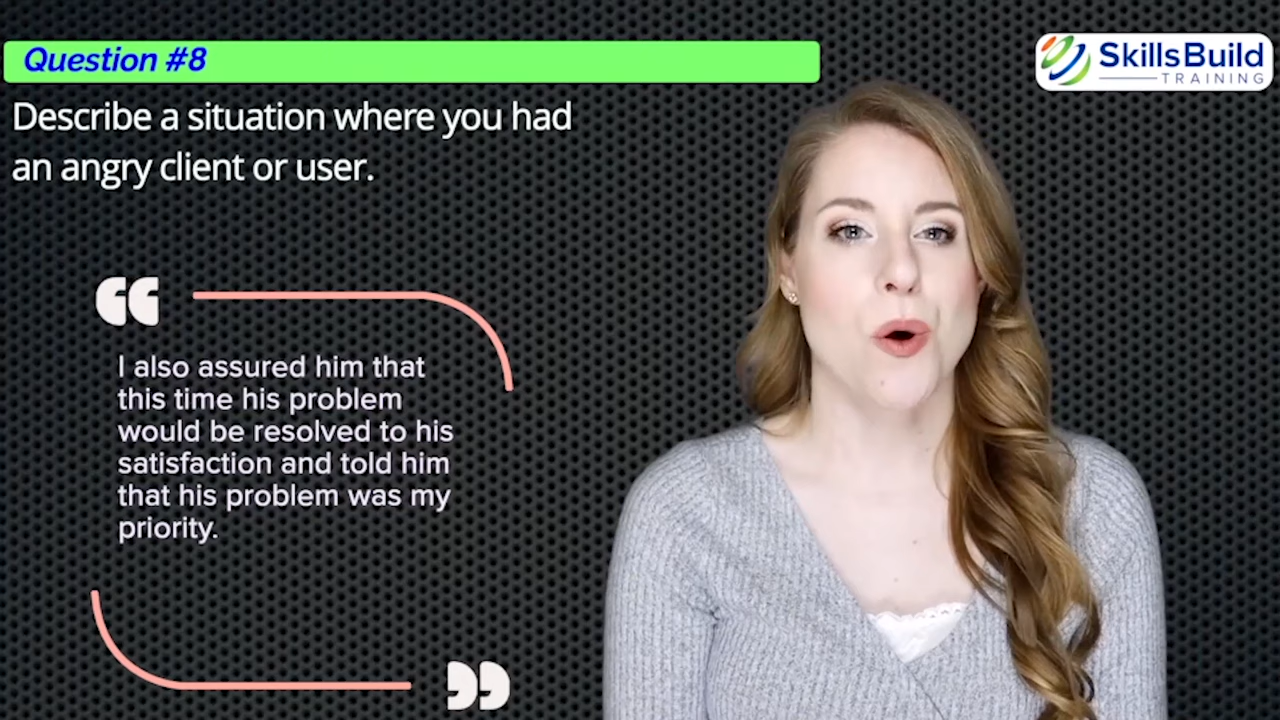 Question #8
SkillsBuild
TRAINING
Describe a situation where you had
an angry client or user.
“
I also assured him that
this time his problem
would be resolved to his
satisfaction and told him
that his problem was my
priority.
”